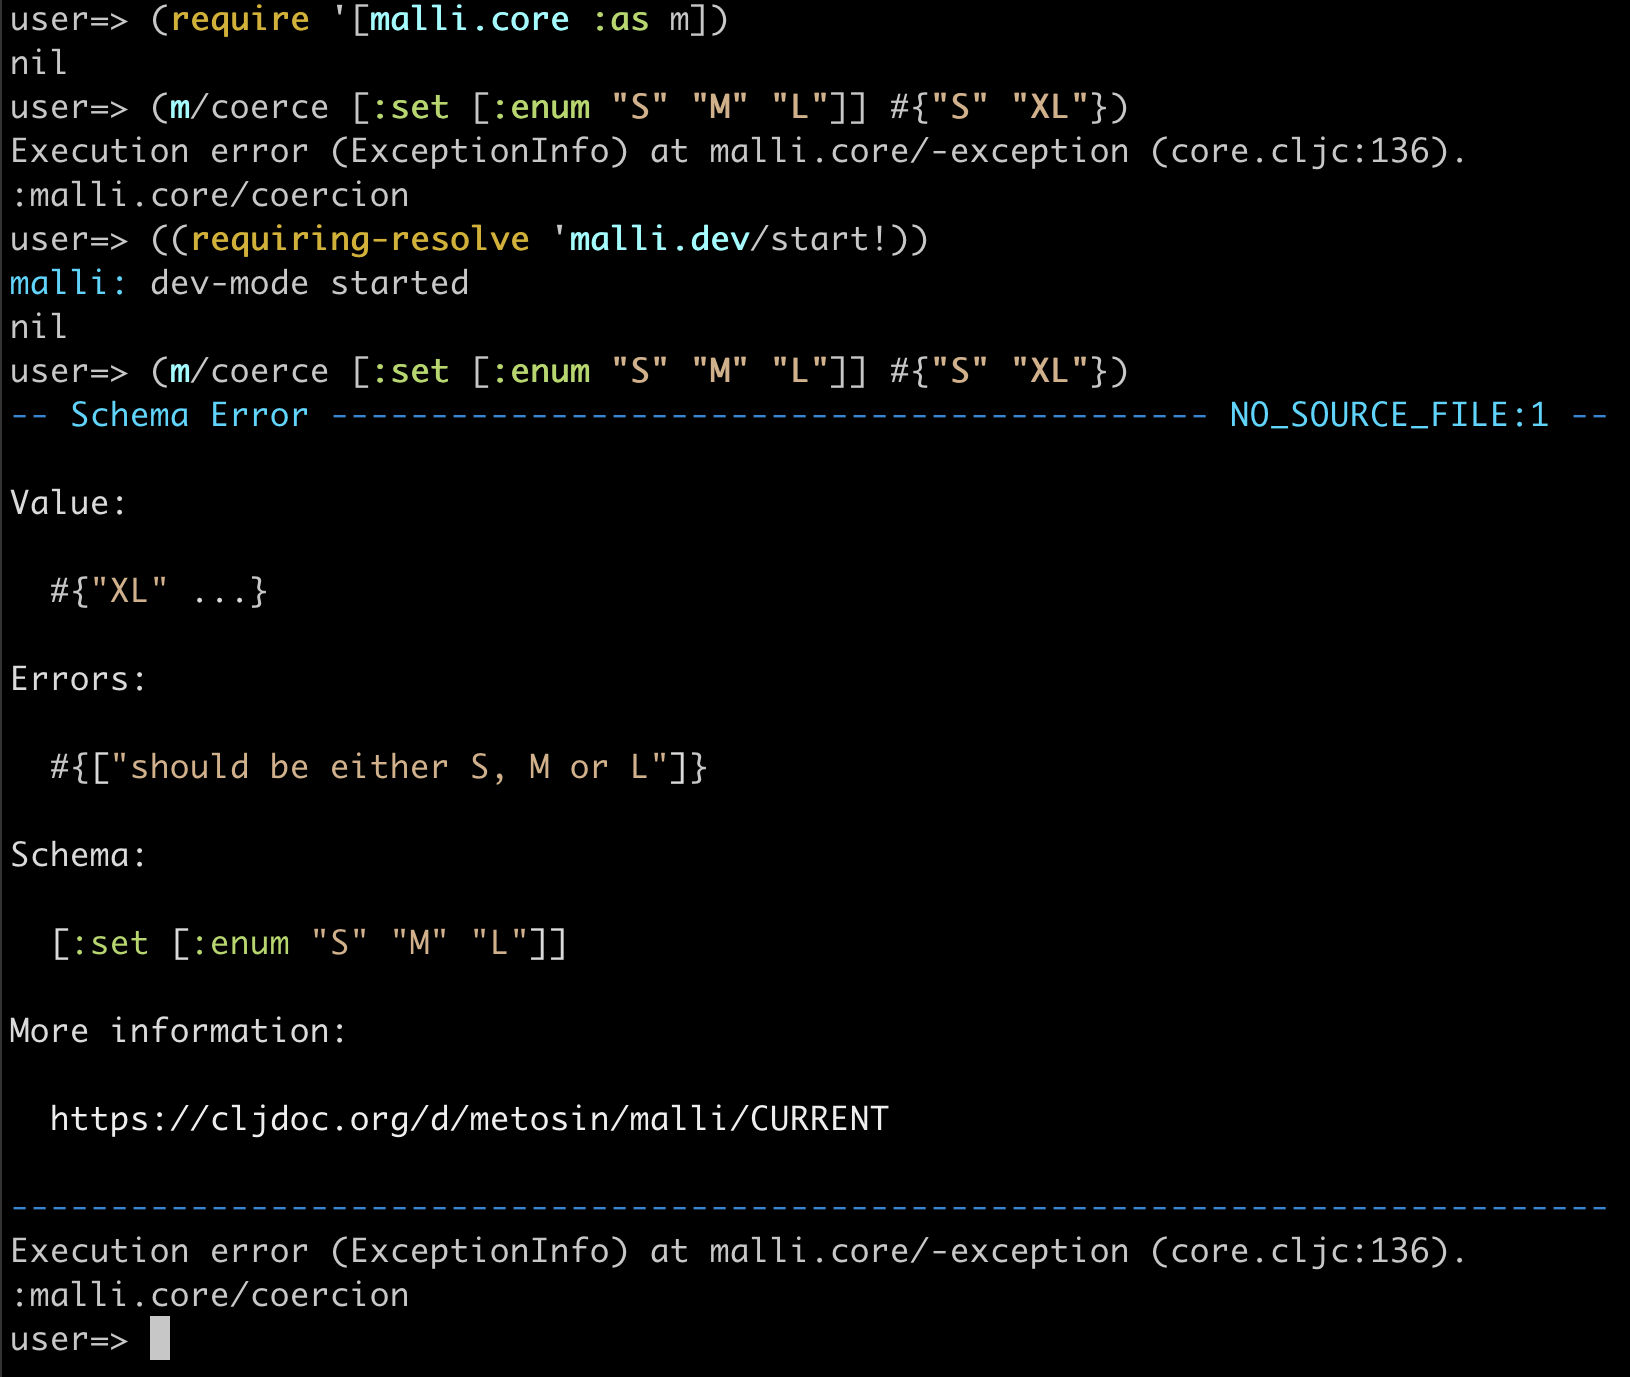 user=> (require '[malli.core :as m])
nil
user=> (m/coerce [:set [:enum "S" "M" "L"]] #{"S" "XL"})
Execution error (ExceptionInfo) at malli.core/-exception (core.cljc:136).
:malli.core/coercion
user=> ((requiring-resolve 'malli.dev/start!))
malli: dev-mode started
nil
user=> (m/coerce [:set [:enum "S" "M" "L"]] #{"S" "XL"})
-- Schema Error -------------------------------------------- NO_SOURCE_FILE:1 --
Value:
#{"XL" ...}
Errors:
#{["should be either S, M or L"]}
Schema:
[:set [:enum "S" "M" "L"]]
More information:
https://cljdoc.org/d/metosin/malli/CURRENT
--------------------------------------------------------------------------------
Execution error (ExceptionInfo) at malli.core/-exception (core.cljc:136).
:malli.core/coercion
user=>